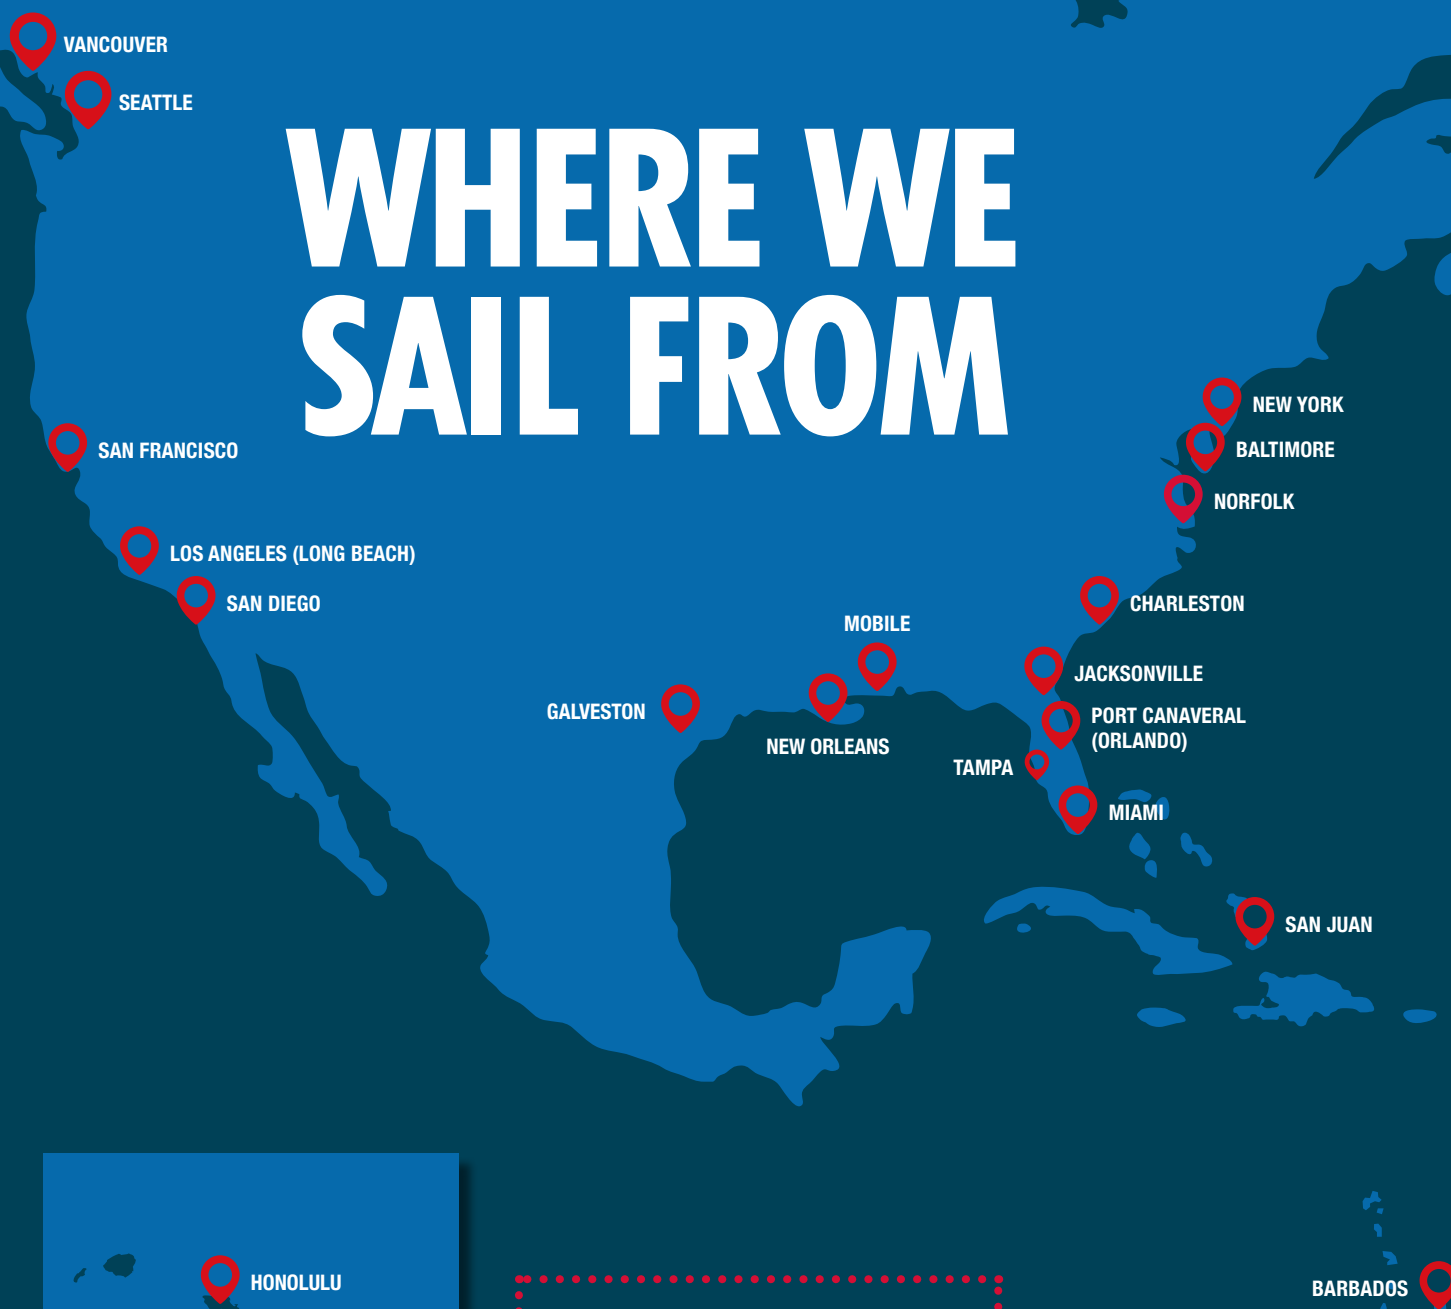 VANCOUVER
SEATTLE
WHERE WE
SAIL FROM
NEW YORK
BALTIMORE
SAN FRANCISCO
NORFOLK
LOS ANGELES (LONG BEACH)
SAN DIEGO
CHARLESTON
MOBILE
JACKSONVILLE
GALVESTON
PORT CANAVERAL
(ORLANDO)
NEW ORLEANS
TAMPA
MIAMI
SAN JUAN
HONOLULU
BARBADOS